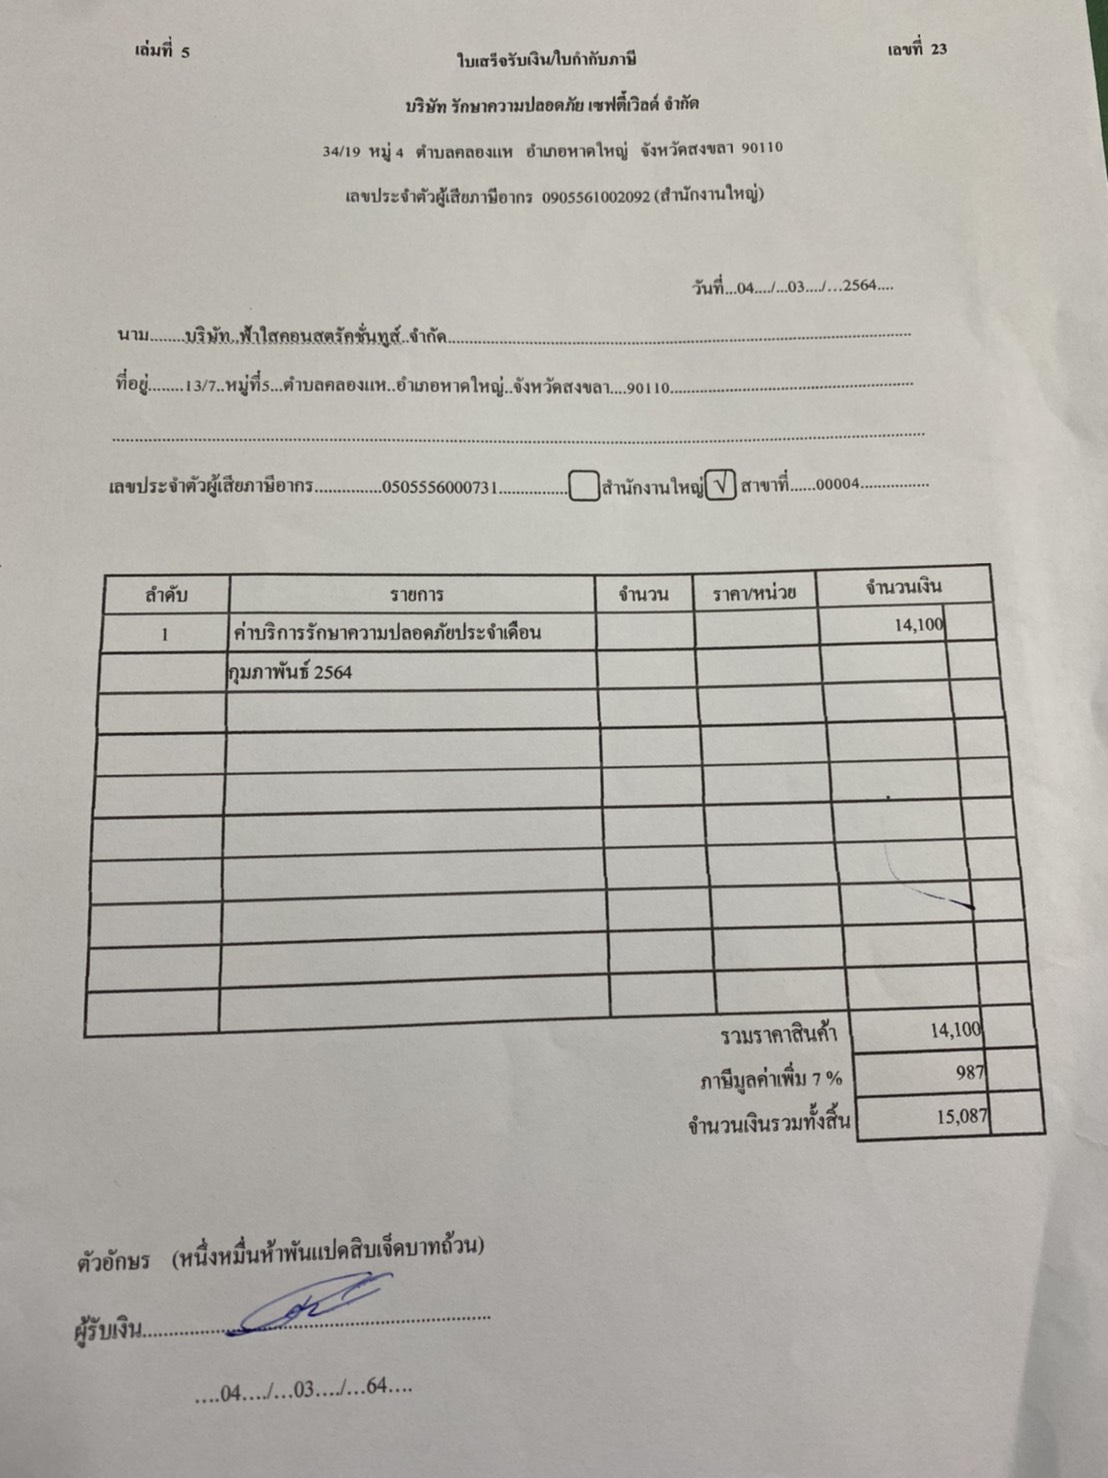 เล่มที่ 5
ใบเสร็จรับเงิน/ใบกำกับภาษี
เลขที่ 23
บริษัท รักษาความปลอดภัย เซฟตี้เวิลด์ จำกัด
34/19 หมู่ 4 ตำบลคลองแห อำเภอหาดใหญ่ จังหวัดสงขลา 90110
เลขประจำตัวผู้เสียภาษีอากร 0905561002092 (สำนักงานใหญ่)
วันที่...04..../...03..../...2564....
นาม........บริษัท..ฟ้าใสคอนสตรัคชั่นทูล์..จำกัด........
ที่อยู่........13/7..หมู่ที่5...ตำบลคลองแห..อำเภอหาดใหญ่..จังหวัดสงขลา....90110........
เลขประจำตัวผู้เสียภาษีอากร...............0505556000731............... สำนักงานใหญ่ √ สาขาที่......00004...............
ลำดับ รายการ จำนวน ราคา/หน่วย จำนวนเงิน
1 ค่าบริการรักษาความปลอดภัยประจำเดือน 14,100
กุมภาพันธ์ 2564
รวมราคาสินค้า 14,100
ภาษีมูลค่าเพิ่ม 7 % 987
จำนวนเงินรวมทั้งสิ้น 15,087
ตัวอักษร (หนึ่งหมื่นห้าพันแปดสิบเจ็ดบาทถ้วน)
ผู้รับเงิน........
....04..../...03..../...64....